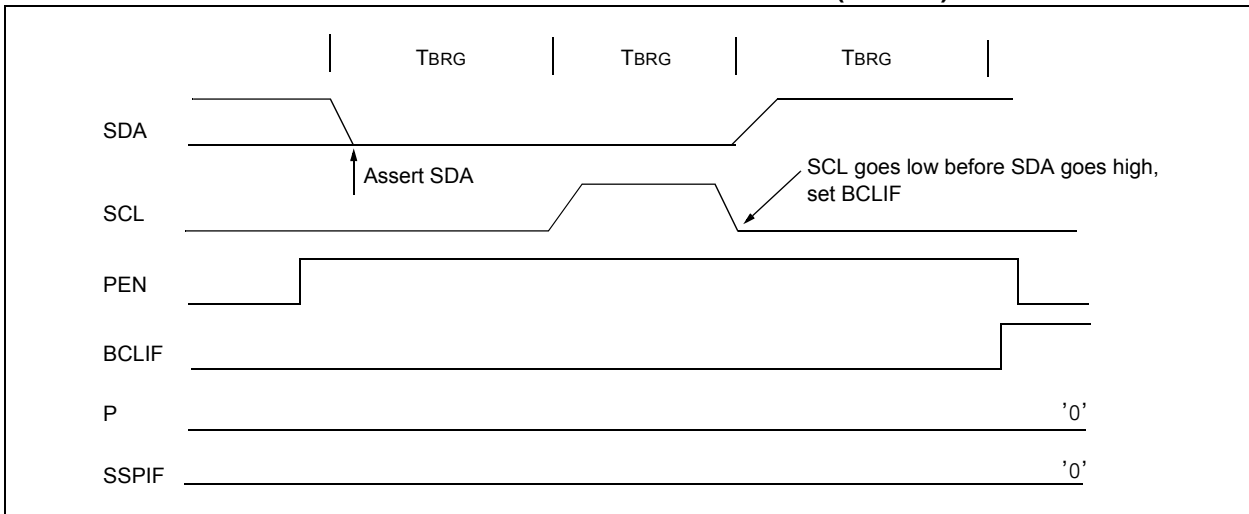 TBRG TBRG TBRG
SDA
Assert SDA
SCL goes low before SDA goes high,
set BCLIF
SCL
PEN
BCLIF
P
'0'
SSPIF
'0'